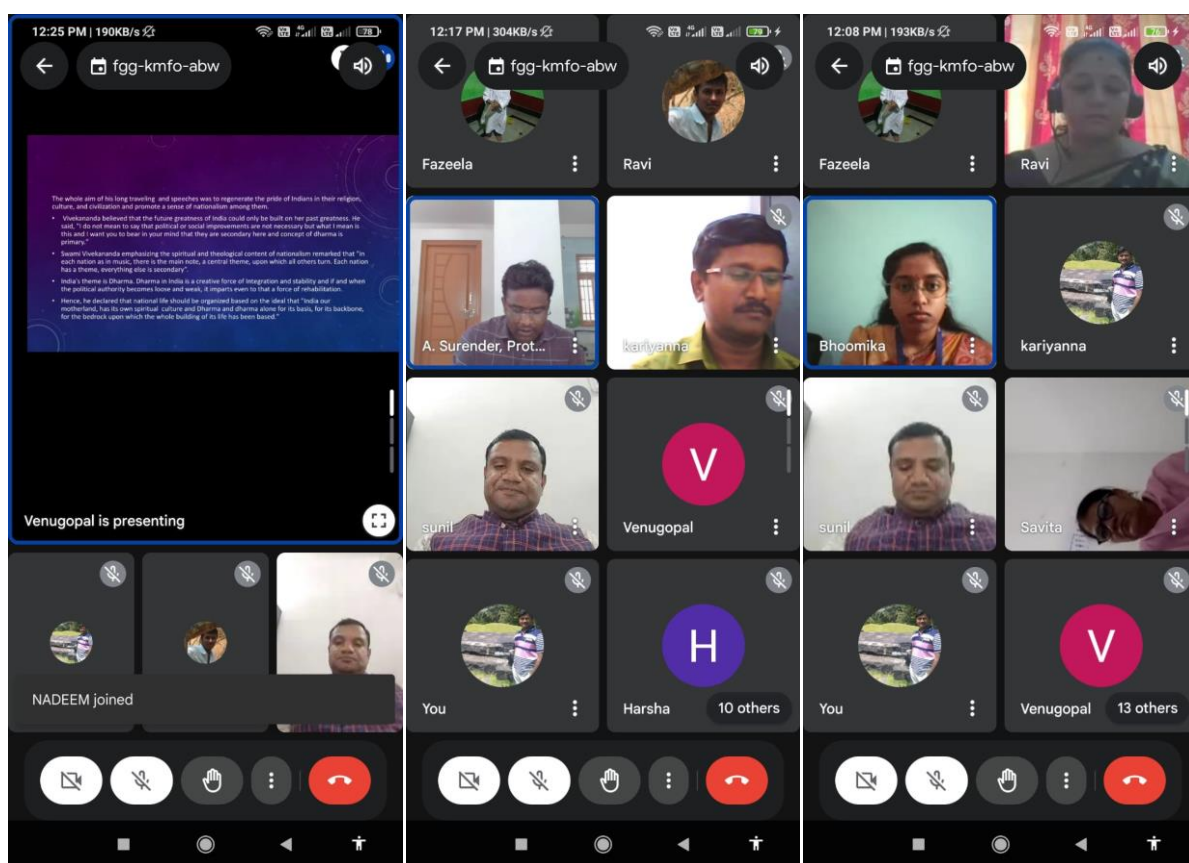 12:25 PM | 190KB/s
78
fgg-kmfo-abw
The whole aim of his long traveling and speeches was to regenerate the pride of Indians in their religion,
culture, and civilization and promote a sense of nationalism among them.
• Vivekananda believed that the future greatness of India could only be built on her past greatness. He
said, "I do not mean to say that political or social improvements are not necessary but what I mean is
this and I want you to bear in your mind that they are secondary here and concept of dharma is
primary."
• Swami Vivekananda emphasizing the spiritual and theological content of nationalism remarked that "in
each nation as in music, there is the main note, a central theme, upon which all others turn. Each nation
has a theme, everything else is secondary".
• India's theme is Dharma. Dharma in India is a creative force of integration and stability and if and when
the political authority becomes loose and weak, it imparts even to that a force of rehabilitation.
• Hence, he declared that national life should be organized based on the ideal that "India our
motherland, has its own spiritual culture and Dharma and dharma alone for its basis, for its backbone,
for the bedrock upon which the whole building of its life has been based."
Venugopal is presenting
NADEEM joined
12:17 PM | 304KB/s
4G
fgg-kmfo-abw
Fazeela
Ravi
A. Surender, Prot...
kariyanna
sunil
V
Venugopal
You
H
Harsha
10 others
12:08 PM | 193KB/s
4G
76
fgg-kmfo-abw
Fazeela
Ravi
Bhoomika
kariyanna
sunil
Savita
You
V
Venugopal
13 others